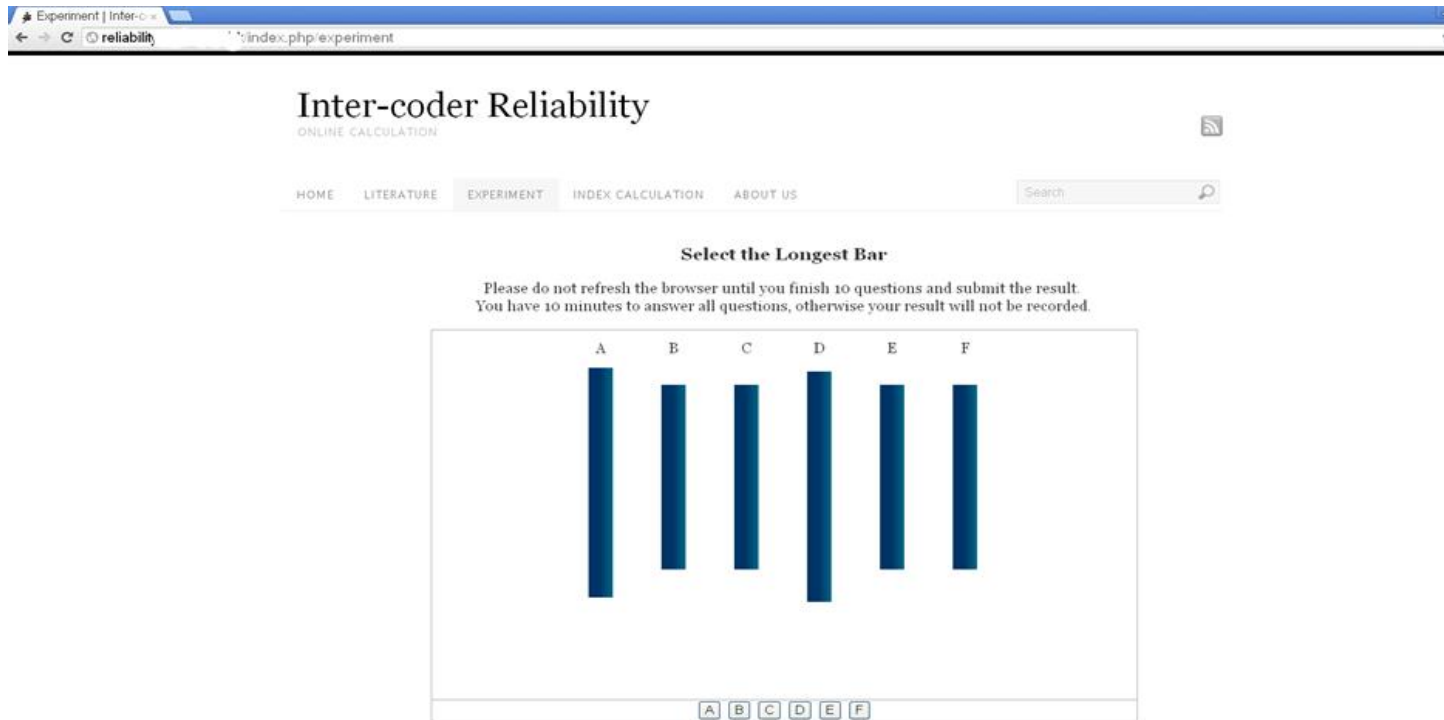 Experiment | Inter-c
reliability index.php/experiment
Inter-coder Reliability
ONLINE CALCULATION
HOME LITERATURE EXPERIMENT INDEX CALCULATION ABOUT US Search
Select the Longest Bar
Please do not refresh the browser until you finish 10 questions and submit the result.
You have 10 minutes to answer all questions, otherwise your result will not be recorded.
A B C D E F
A B C D E F